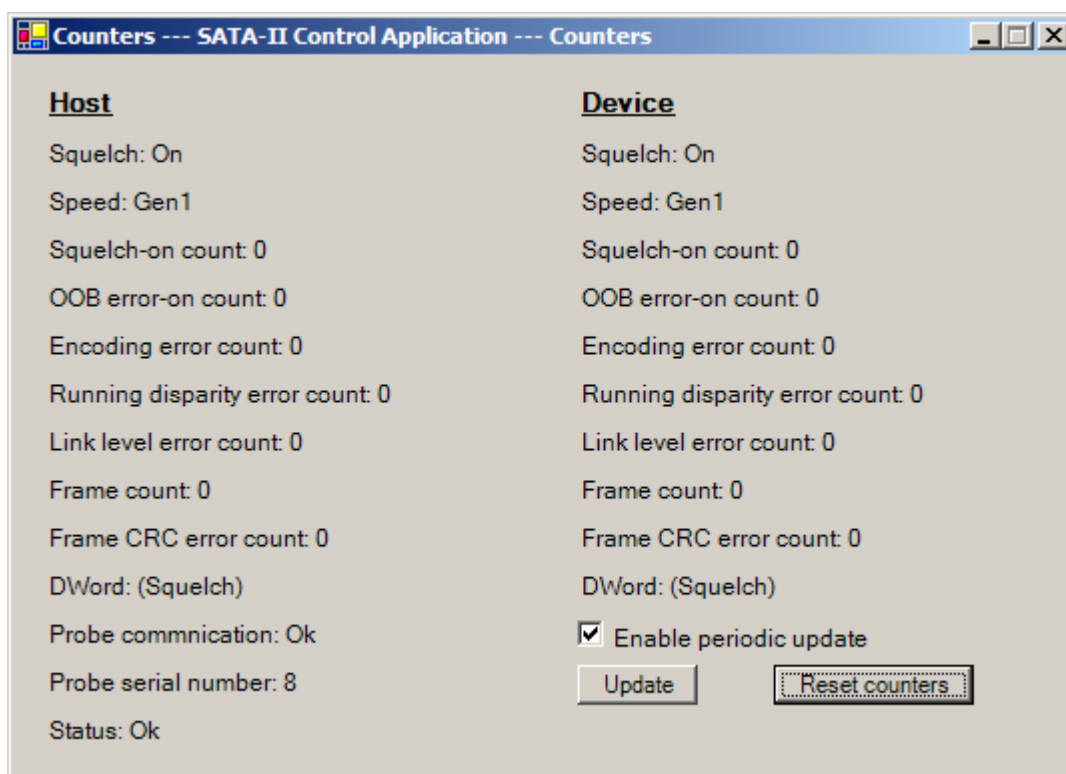 Counters --- SATA-II Control Application --- Counters
Host
Squelch: On
Speed: Gen1
Squelch-on count: 0
OOB error-on count: 0
Encoding error count: 0
Running disparity error count: 0
Link level error count: 0
Frame count: 0
Frame CRC error count: 0
DWord: (Squelch)
Probe commnication: Ok
Probe serial number: 8
Status: Ok
Device
Squelch: On
Speed: Gen1
Squelch-on count: 0
OOB error-on count: 0
Encoding error count: 0
Running disparity error count: 0
Link level error count: 0
Frame count: 0
Frame CRC error count: 0
DWord: (Squelch)
Enable periodic update
Update
Reset counters